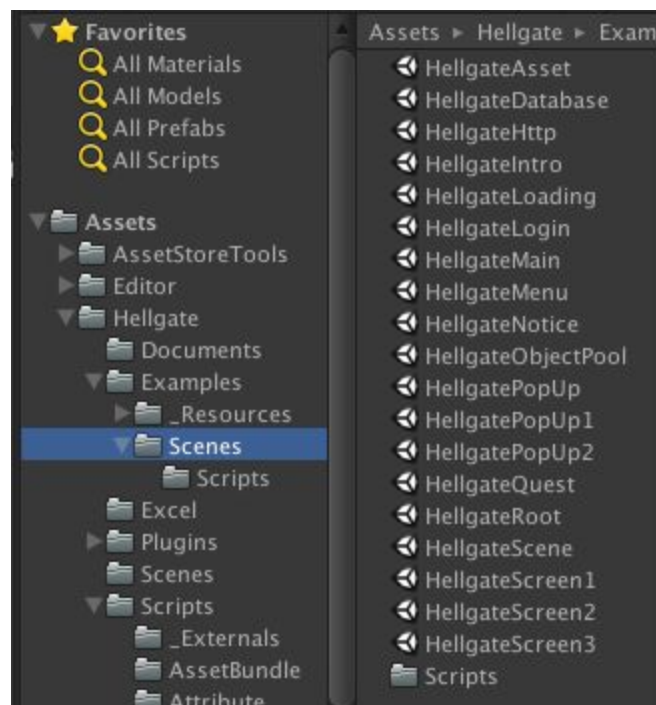 Favorites
All Materials
All Models
All Prefabs
All Scripts
Assets
AssetStoreTools
Editor
Hellgate
Documents
Examples
_Resources
Scenes
Scripts
Excel
Plugins
Scenes
Scripts
_Externals
AssetBundle
Attribute
Assets ▸ Hellgate ▸ Exam
HellgateAsset
HellgateDatabase
HellgateHttp
HellgateIntro
HellgateLoading
HellgateLogin
HellgateMain
HellgateMenu
HellgateNotice
HellgateObjectPool
HellgatePopUp
HellgatePopUp1
HellgatePopUp2
HellgateQuest
HellgateRoot
HellgateScene
HellgateScreen1
HellgateScreen2
HellgateScreen3
Scripts